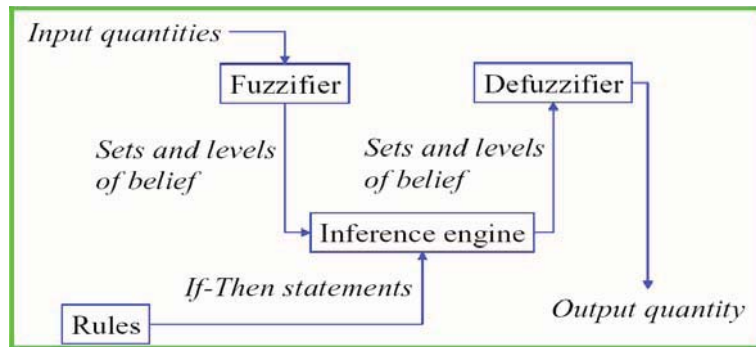 Input quantities
Fuzzifier
Defuzzifier
Sets and levels
of belief
Sets and levels
of belief
Inference engine
If-Then statements
Rules
Output quantity